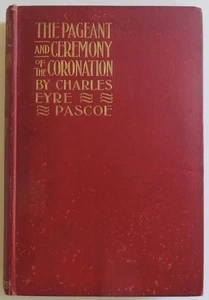 THE PAGEANT
AND CEREMONY
OF THE CORONATION
BY CHARLES
EYRE
PASCOE